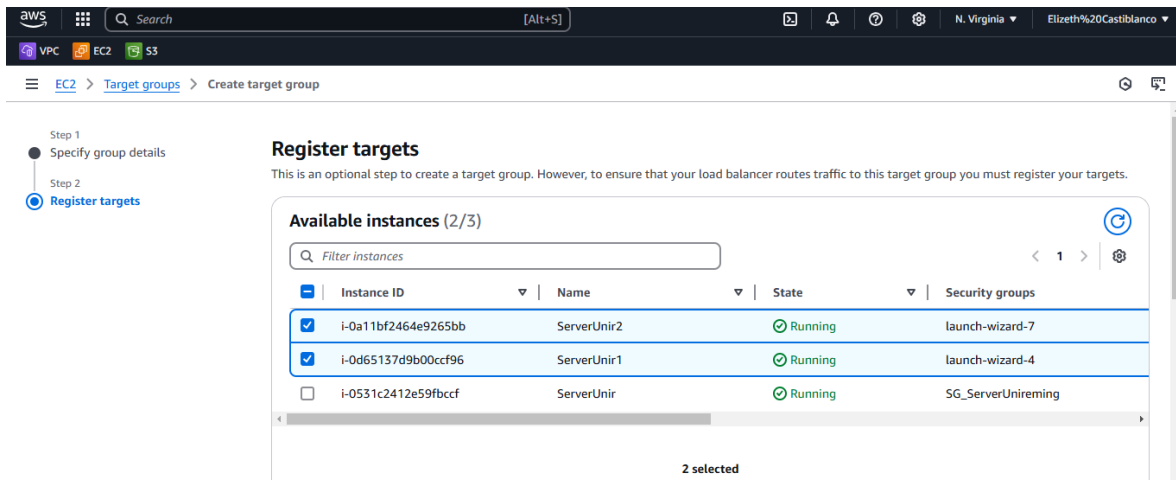 aws Search [Alt+S] N. Virginia Elizeth%20Castiblanco
VPC EC2 S3
EC2 > Target groups > Create target group
Step 1
Specify group details
Step 2
Register targets
Register targets
This is an optional step to create a target group. However, to ensure that your load balancer routes traffic to this target group you must register your targets.
Available instances (2/3)
Filter instances
1
Instance ID Name State Security groups
i-0a11bf2464e9265bb ServerUnir2 Running launch-wizard-7
i-0d65137d9b00ccf96 ServerUnir1 Running launch-wizard-4
i-0531c2412e59fbccf ServerUnir Running SG_ServerUnireming
2 selected